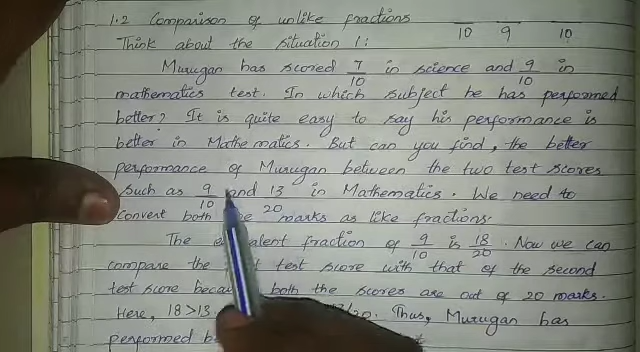 1.2 Comparison of unlike fractions
10 9 10
Think about the situation 1:
Murugan has scored 7/10 in science and 9/10 in
mathematics test. In which subject he has performed
better? It is quite easy to say his performance is
better in Mathematics. But can you find, the better
performance of Murugan between the two test scores
such as 9/10 and 13/20 in Mathematics. We need to
convert both marks as like fractions.
The fraction of 9/10 is 18/20. Now we can
compare the test score with that of the second
test score both the scores are out of 20 marks.
Here, 18>13 Thus, Murugan has
performed